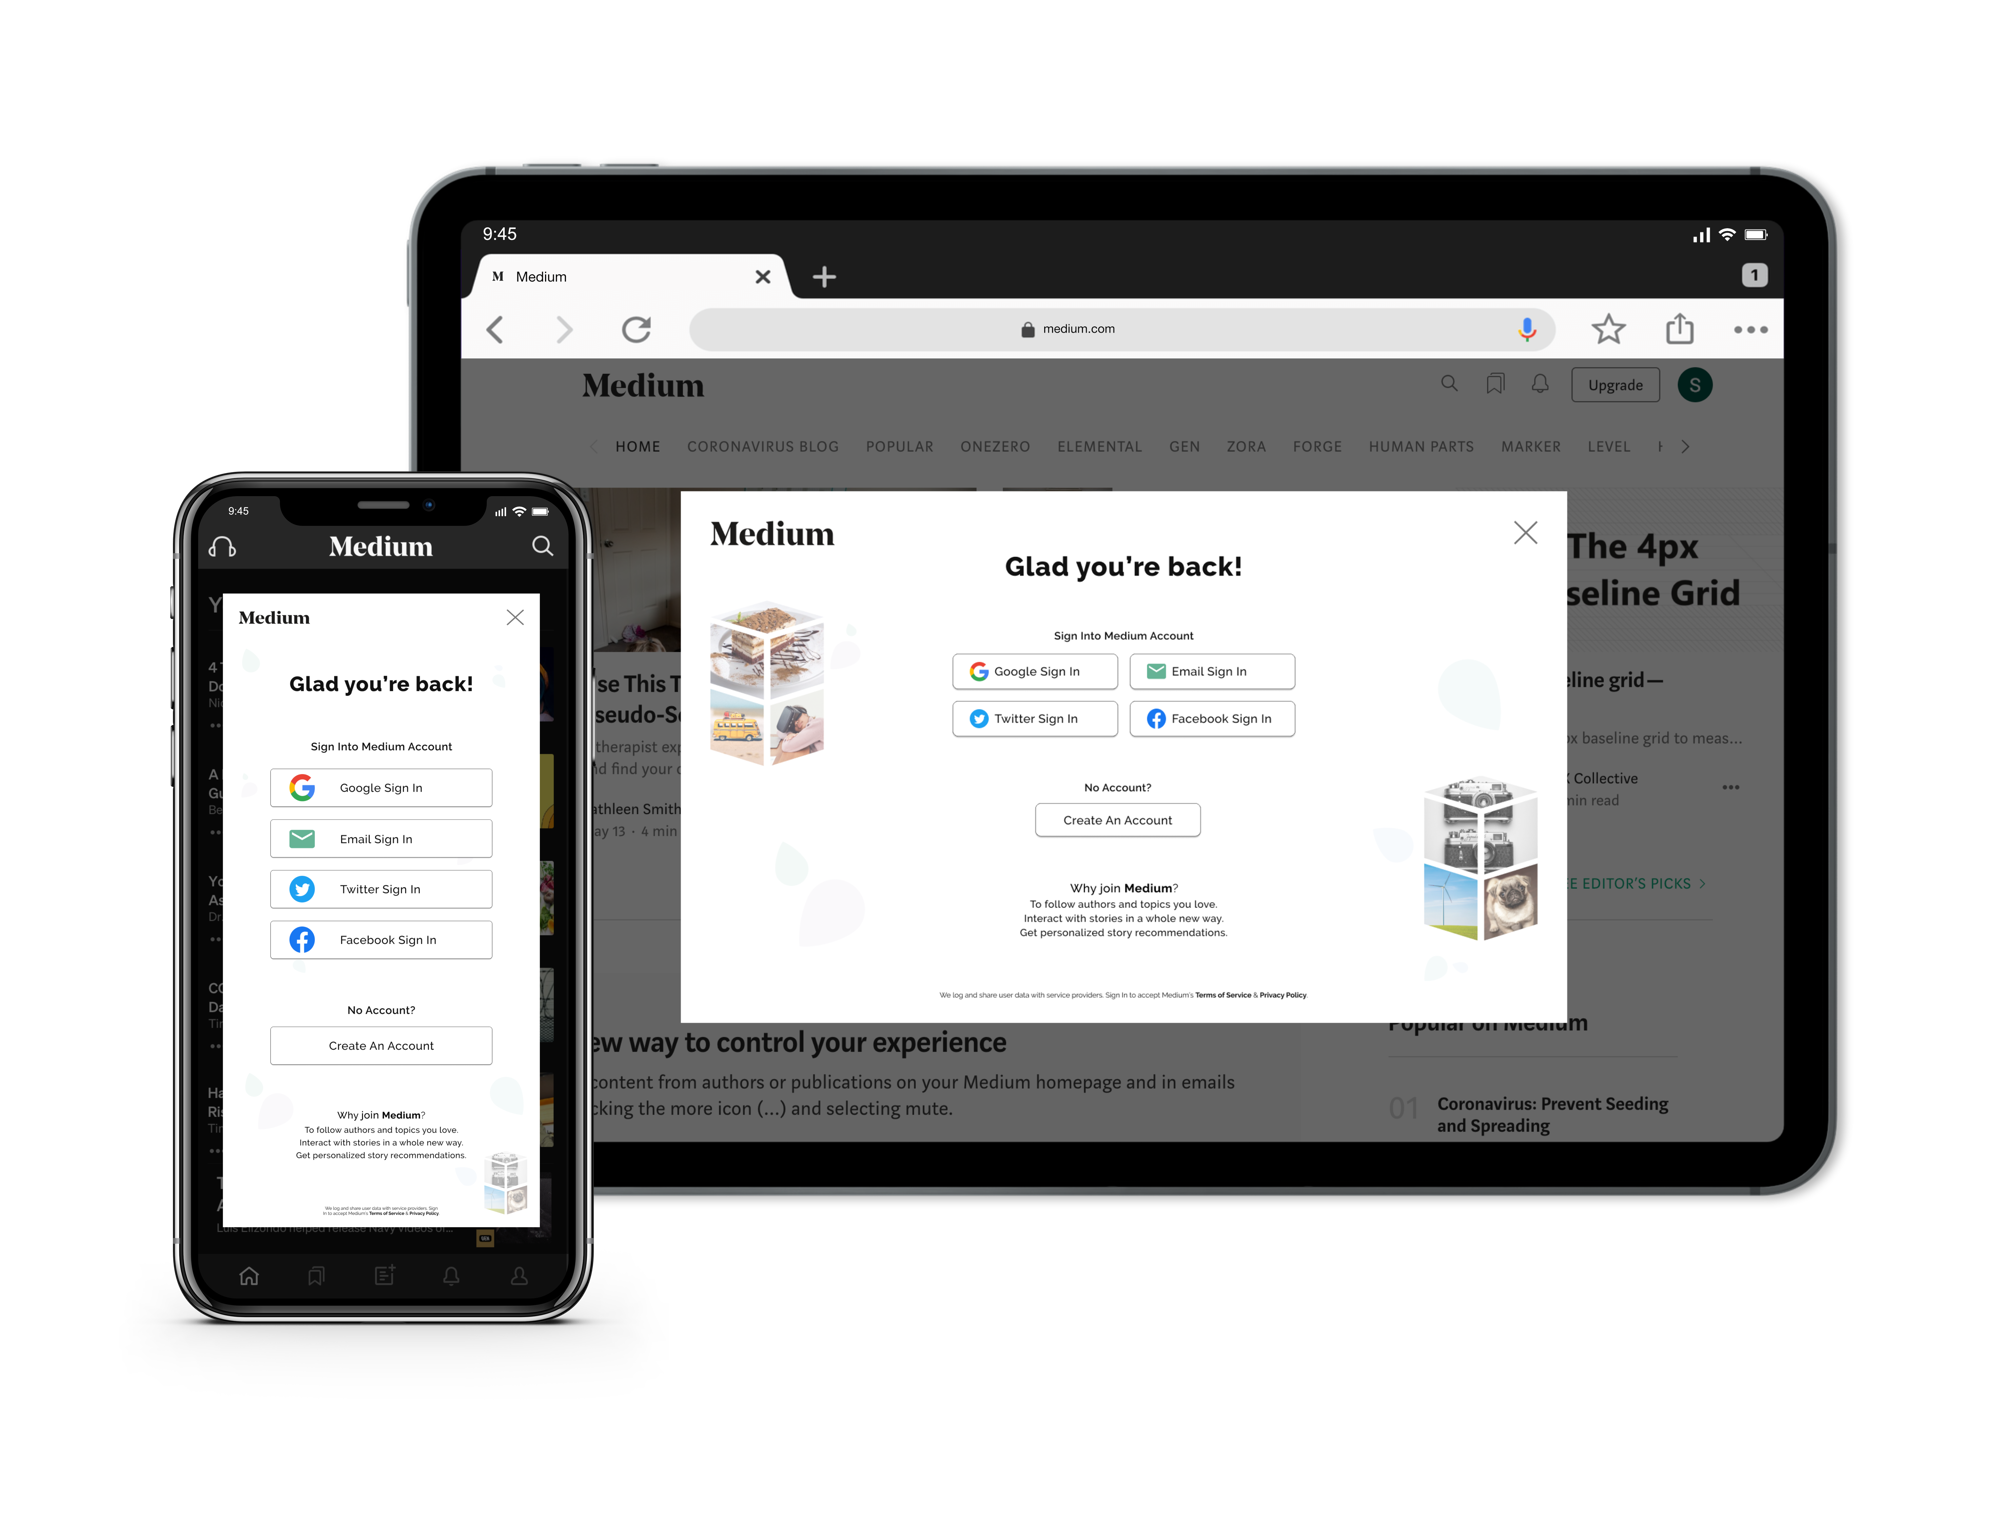 9:45
M Medium
1
medium.com
Medium
Upgrade
S
HOME CORONAVIRUS BLOG POPULAR ONEZERO ELEMENTAL GEN ZORA FORGE HUMAN PARTS MARKER LEVEL
The 4px
seline Grid
se This T
seudo-S
therapist exp
nd find your
athleen Smith
ay 13 · 4 min
eline grid—
px baseline grid to meas...
X Collective
min read
E EDITOR'S PICKS
Medium
Glad you're back!
Sign Into Medium Account
Google Sign In
Email Sign In
Twitter Sign In
Facebook Sign In
No Account?
Create An Account
Why join Medium?
To follow authors and topics you love.
Interact with stories in a whole new way.
Get personalized story recommendations.
We log and share user data with service providers. Sign In to accept Medium's Terms of Service & Privacy Policy.
ew way to control your experience
content from authors or publications on your Medium homepage and in emails
cking the more icon (...) and selecting mute.
Popular on Medium
01
Coronavirus: Prevent Seeding
and Spreading
9:45
Medium
Medium
Glad you're back!
Sign Into Medium Account
Google Sign In
Email Sign In
Twitter Sign In
Facebook Sign In
No Account?
Create An Account
Why join Medium?
To follow authors and topics you love.
Interact with stories in a whole new way.
Get personalized story recommendations.
We log and share user data with service providers. Sign
In to accept Medium's Terms of Service & Privacy Policy.
Luis Elizondo helped release Navy videos of...